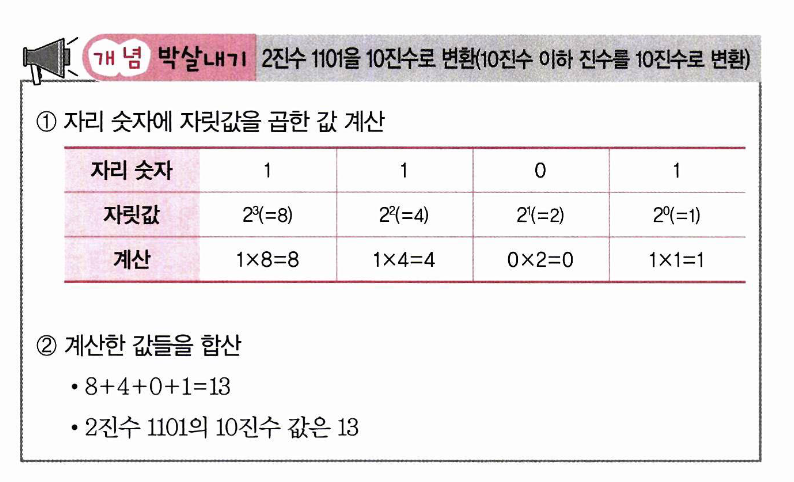 개념 박살내기 2진수 1101을 10진수로 변환(10진수 이하 진수를 10진수로 변환)
① 자리 숫자에 자릿값을 곱한 값 계산
자리 숫자 1 1 0 1
자릿값 2³(=8) 2²(=4) 2¹(=2) 2⁰(=1)
계산 1×8=8 1×4=4 0×2=0 1×1=1
② 계산한 값들을 합산
• 8+4+0+1=13
• 2진수 1101의 10진수 값은 13